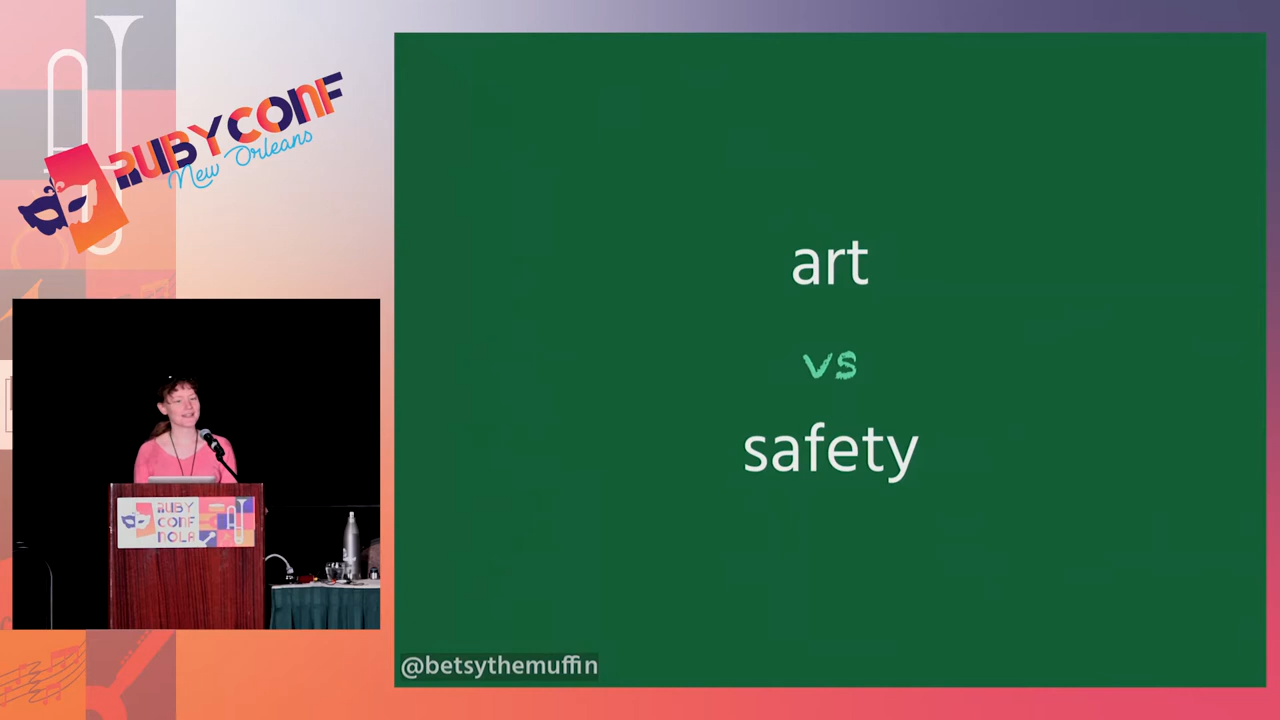 RUBYCONF
New Orleans
art
vs
safety
RUBY
CONF
NOLA
@betsythemuffin